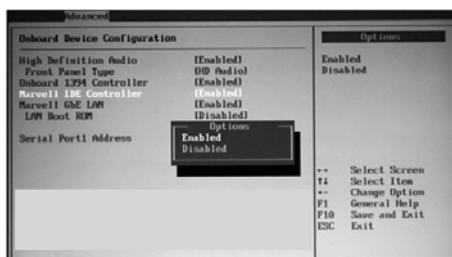 Advanced
Onboard Device Configuration
Options
High Definition Audio [Enabled]
Front Panel Type [HD Audio]
Onboard 1394 Controller [Enabled]
Marvell IDE Controller [Enabled]
Marvell GbE LAN [Enabled]
LAN Boot ROM [Disabled]
Serial Port1 Address
Options
Enabled
Disabled
Enabled
Disabled
↔ Select Screen
↑↓ Select Item
+- Change Option
F1 General Help
F10 Save and Exit
ESC Exit